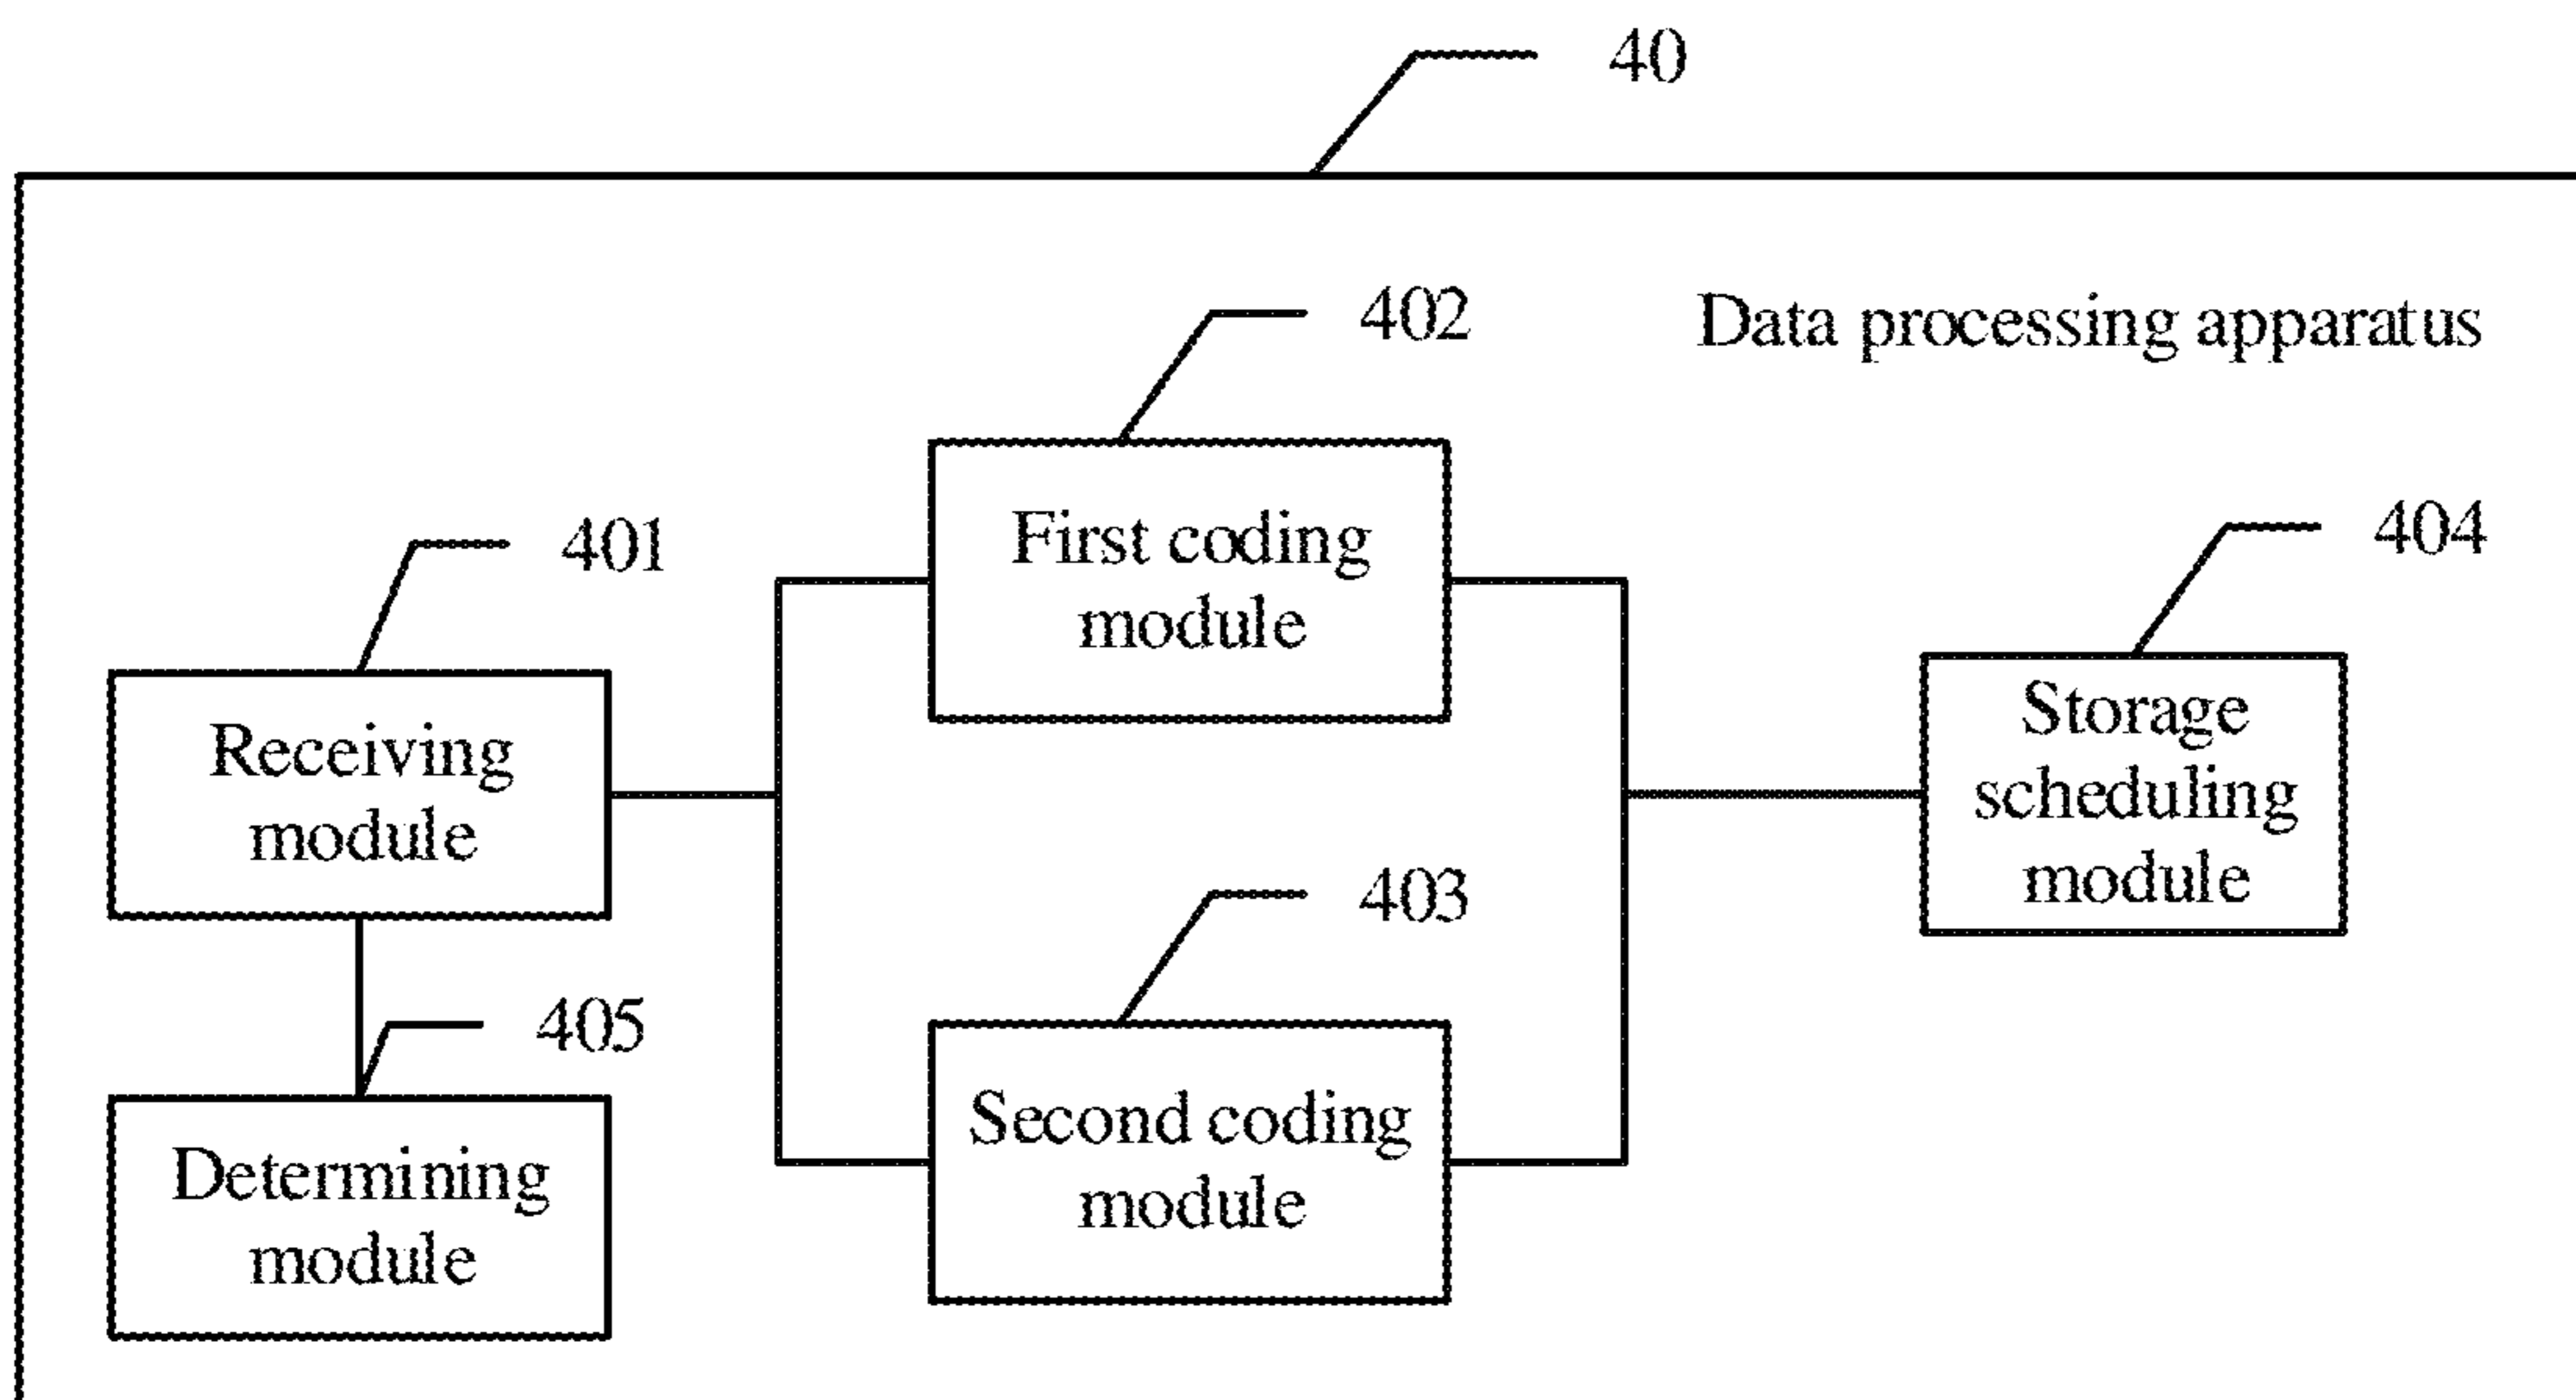 40
Data processing apparatus
402
First coding
module
401
Receiving
module
404
Storage
scheduling
module
403
Second coding
module
405
Determining
module